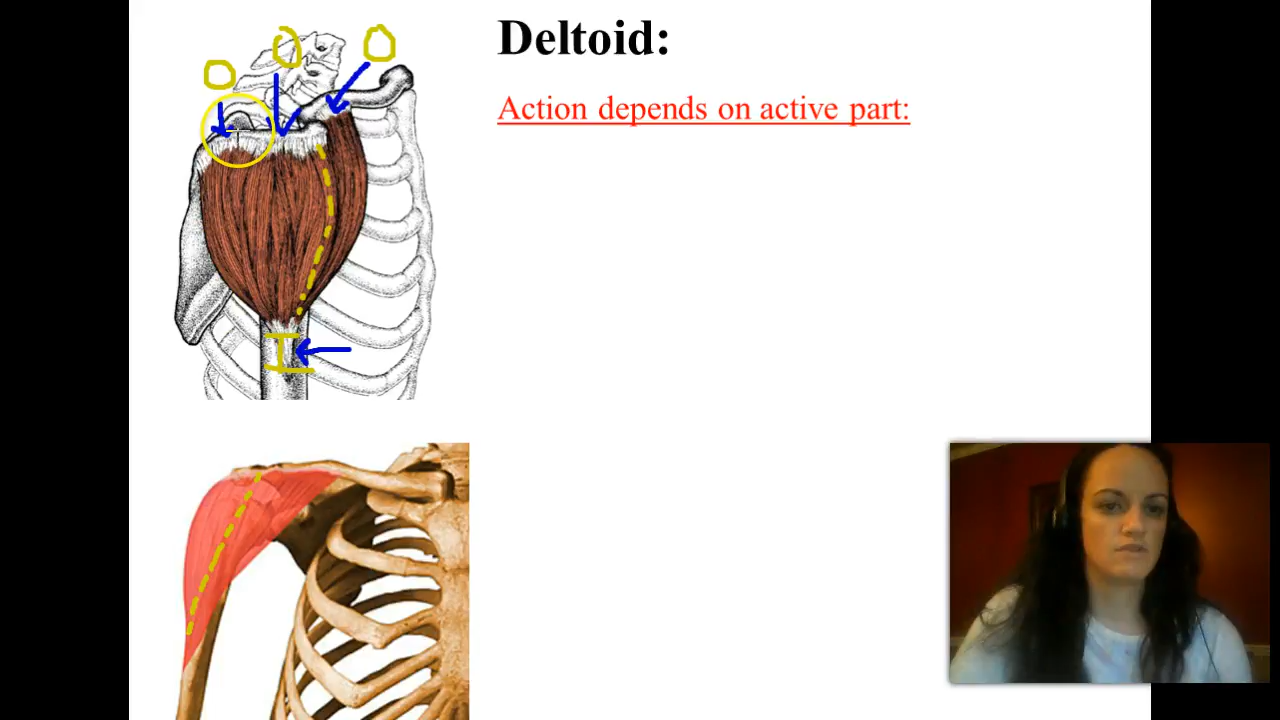 O O O
Deltoid:
Action depends on active part:
I